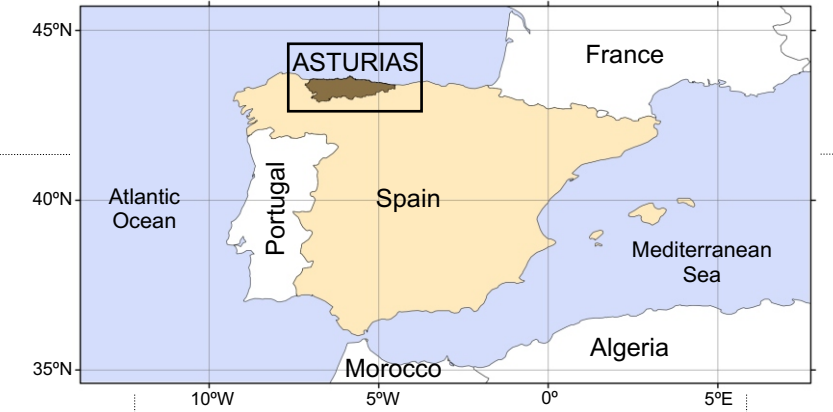 45ºN
ASTURIAS
France
Portugal
Spain
40ºN
Atlantic
Ocean
Mediterranean
Sea
Algeria
35ºN
Morocco
10ºW
5ºW
0º
5ºE